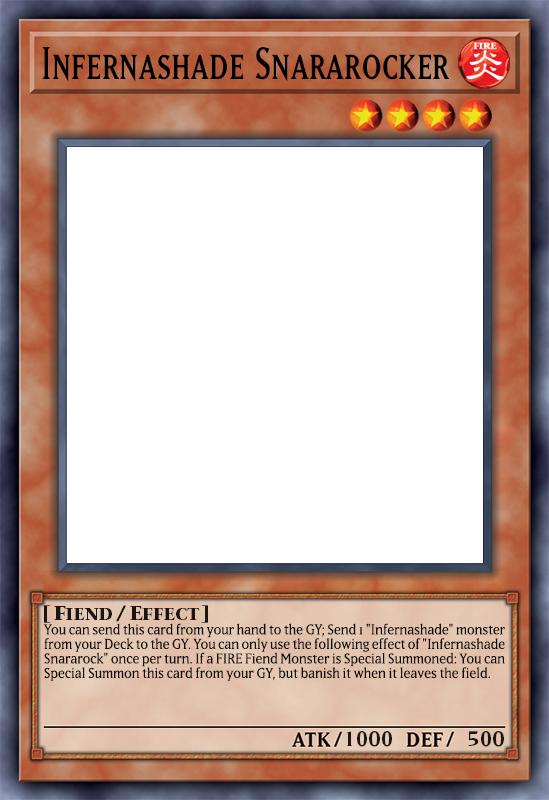 Infernashade Snararocker
FIRE
炎
[ Fiend / Effect ]
You can send this card from your hand to the GY; Send 1 "Infernashade" monster
from your Deck to the GY. You can only use the following effect of "Infernashade
Snararock" once per turn. If a FIRE Fiend Monster is Special Summoned: You can
Special Summon this card from your GY, but banish it when it leaves the field.
ATK/1000 DEF/ 500